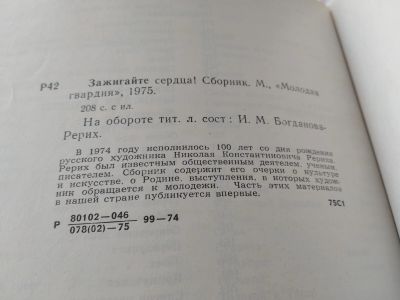 Р42 Зажигайте сердца! Сборник. М., «Молодая
гвардия», 1975.
208 с. с ил.
На обороте тит. л. сост: И. М. Богданова-
Рерих.
В 1974 году исполнилось 100 лет со дня рождения
русского художника Николая Константиновича Рериха.
Рерих был известным общественным деятелем, ученым,
писателем. Сборник содержит его очерки о культуре
и искусстве, о Родине, выступления, в которых худож-
ник обращается к молодежи. Часть этих материалов
в нашей стране публикуется впервые.
75С1
Р 80102—046
078(02)—75 99—74